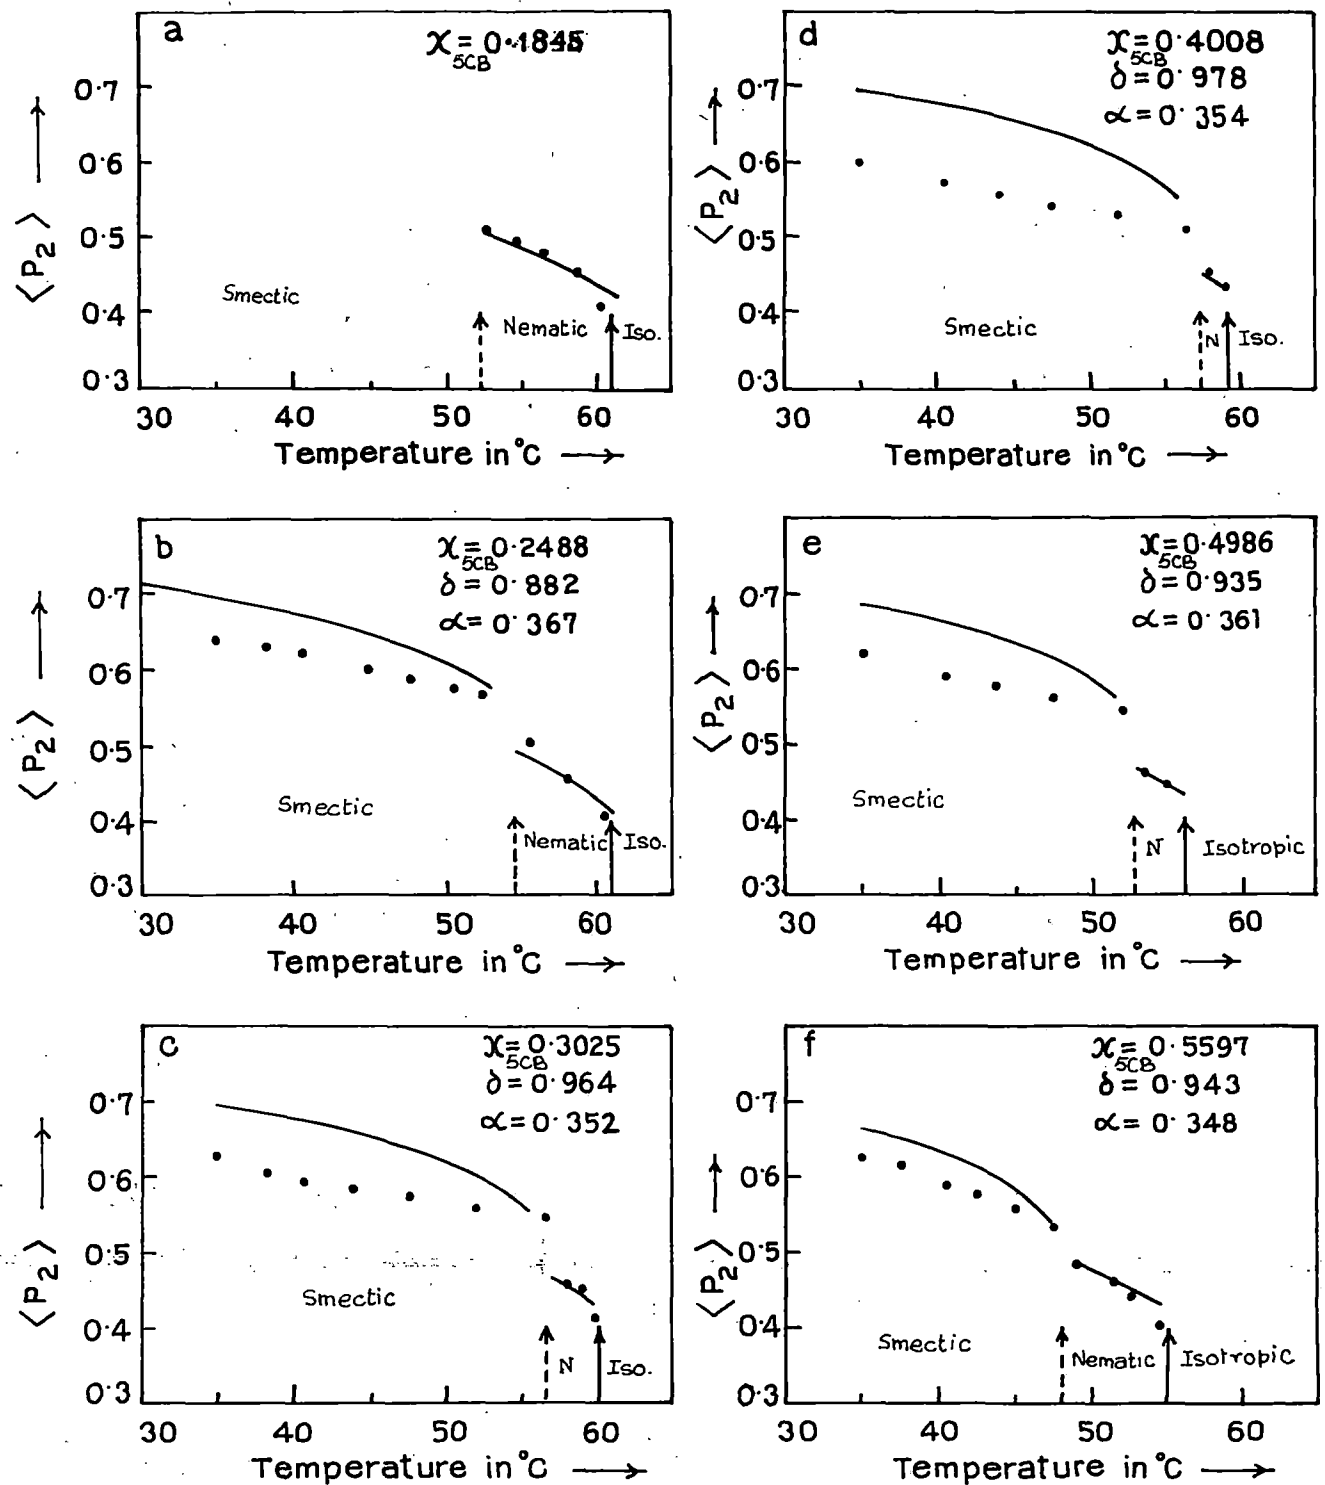 a
x5CB = 0.1845
0.7
0.6
0.5
0.4
0.3
<P2>
Smectic
Nematic
Iso.
30 40 50 60
Temperature in °C
b
x5CB = 0.2488
δ = 0.882
α = 0.367
0.7
0.6
0.5
0.4
0.3
<P2>
Smectic
Nematic
Iso.
30 40 50 60
Temperature in °C
c
x5CB = 0.3025
δ = 0.964
α = 0.352
0.7
0.6
0.5
0.4
0.3
<P2>
Smectic
N
Iso.
30 40 50 60
Temperature in °C
d
x5CB = 0.4008
δ = 0.978
α = 0.354
0.7
0.6
0.5
0.4
0.3
<P2>
Smectic
N
Iso.
30 40 50 60
Temperature in °C
e
x5CB = 0.4986
δ = 0.935
α = 0.361
0.7
0.6
0.5
0.4
0.3
<P2>
Smectic
N
Isotropic
30 40 50 60
Temperature in °C
f
x5CB = 0.5597
δ = 0.943
α = 0.348
0.7
0.6
0.5
0.4
0.3
<P2>
Smectic
Nematic
Isotropic
30 40 50 60
Temperature in °C